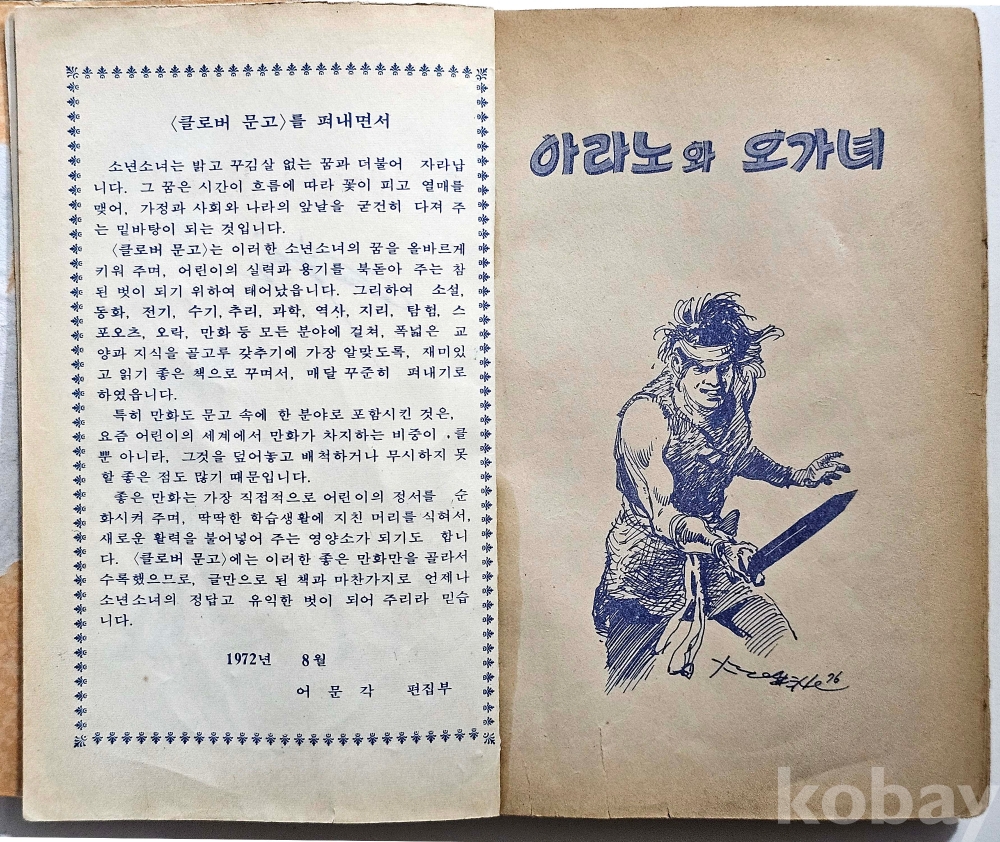 〈클로버 문고〉를 펴내면서
소년소녀는 밝고 꾸김살 없는 꿈과 더불어 자라납
니다. 그 꿈은 시간이 흐름에 따라 꽃이 피고 열매를
맺어, 가정과 사회와 나라의 앞날을 굳건히 다져 주
는 밑바탕이 되는 것입니다.
〈클로버 문고〉는 이러한 소년소녀의 꿈을 올바르게
키워 주며, 어린이의 실력과 용기를 북돋아 주는 참
된 벗이 되기 위하여 태어났읍니다. 그리하여 소설,
동화, 전기, 수기, 추리, 과학, 역사, 지리, 탐험, 스
포오츠, 오락, 만화 등 모든 분야에 걸쳐, 폭넓은 교
양과 지식을 골고루 갖추기에 가장 알맞도록, 재미있
고 읽기 좋은 책으로 꾸며서, 매달 꾸준히 펴내기로
하였읍니다.
특히 만화도 문고 속에 한 분야로 포함시킨 것은,
요즘 어린이의 세계에서 만화가 차지하는 비중이 클
뿐 아니라, 그것을 덮어놓고 배척하거나 무시하지 못
할 좋은 점도 많기 때문입니다.
좋은 만화는 가장 직접적으로 어린이의 정서를 순
화시켜 주며, 딱딱한 학습생활에 지친 머리를 식혀서,
새로운 활력을 불어넣어 주는 영양소가 되기도 합니
다. 〈클로버 문고〉에는 이러한 좋은 만화만을 골라서
수록했으므로, 글만으로 된 책과 마찬가지로 언제나
소년소녀의 정답고 유익한 벗이 되어 주리라 믿습
니다.
1972년 8월
어문각 편집부
아라노와 오가녀
76
kobay